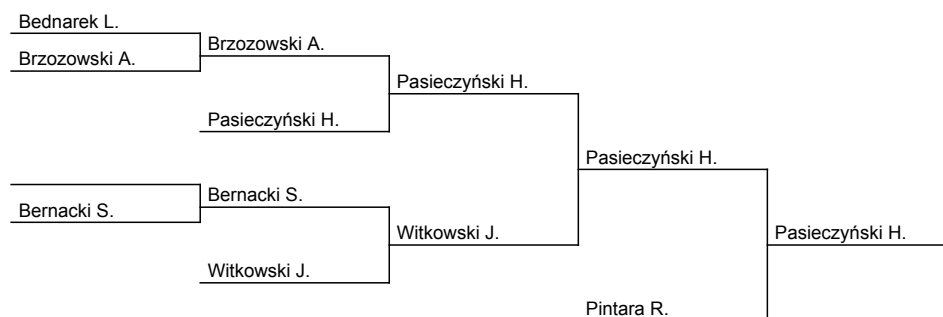 Bednarek L.
Brzozowski A.
Brzozowski A.
Pasieczyński H.
Pasieczyński H.
Pasieczyński H.
Bernacki S.
Bernacki S.
Witkowski J.
Pasieczyński H.
Witkowski J.
Pintara R.